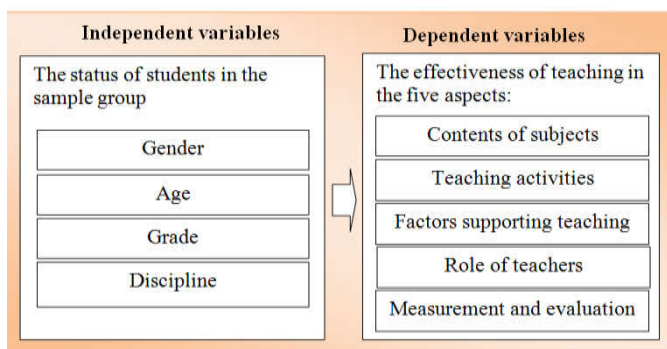 Independent variables
The status of students in the
sample group
Gender
Age
Grade
Discipline
Dependent variables
The effectiveness of teaching in
the five aspects:
Contents of subjects
Teaching activities
Factors supporting teaching
Role of teachers
Measurement and evaluation